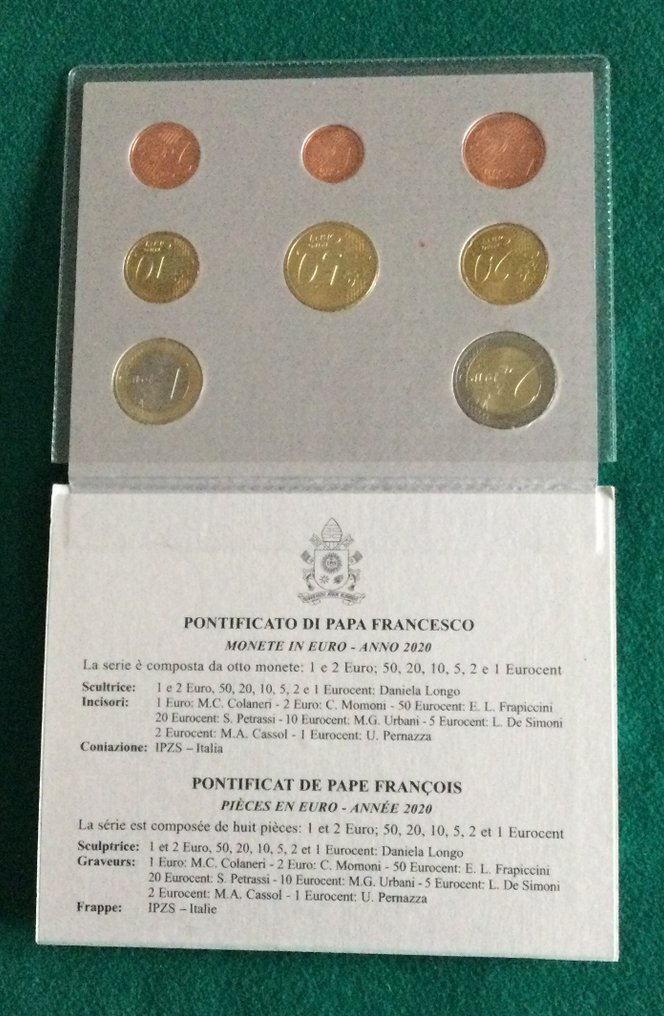 10
50
20
1
2
PONTIFICATO DI PAPA FRANCESCO
MONETE IN EURO - ANNO 2020
La serie è composta da otto monete: 1 e 2 Euro; 50, 20, 10, 5, 2 e 1 Eurocent
Scultrice: 1 e 2 Euro, 50, 20, 10, 5, 2 e 1 Eurocent: Daniela Longo
Incisori: 1 Euro: M.C. Colaneri - 2 Euro: C. Momoni - 50 Eurocent: E. L. Frapiccini
20 Eurocent: S. Petrassi - 10 Eurocent: M.G. Urbani - 5 Eurocent: L. De Simoni
2 Eurocent: M.A. Cassol - 1 Eurocent: U. Pernazza
Coniazione: IPZS – Italia
PONTIFICAT DE PAPE FRANÇOIS
PIÈCES EN EURO - ANNÉE 2020
La série est composée de huit pièces: 1 et 2 Euro; 50, 20, 10, 5, 2 et 1 Eurocent
Sculptrice: 1 et 2 Euro, 50, 20, 10, 5, 2 et 1 Eurocent: Daniela Longo
Graveurs: 1 Euro: M.C. Colaneri - 2 Euro: C. Momoni - 50 Eurocent: E. L. Frapiccini
20 Eurocent: S. Petrassi - 10 Eurocent: M.G. Urbani - 5 Eurocent: L. De Simoni
2 Eurocent: M.A. Cassol - 1 Eurocent: U. Pernazza
Frappe: IPZS – Italie